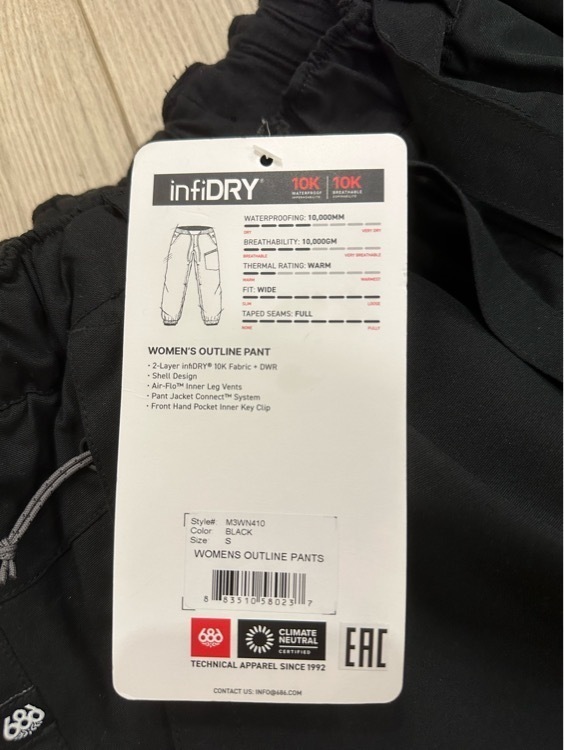 infiDRY®
10K | 10K
WATERPROOF BREATHABLE
WATERPROOFING: 10,000MM
DRY VERY DRY
BREATHABILITY: 10,000GM
BREATHABLE VERY BREATHABLE
THERMAL RATING: WARM
WARM WARMEST
FIT: WIDE
SLIM LOOSE
TAPED SEAMS: FULL
NONE FULLY
WOMEN'S OUTLINE PANT
• 2-Layer infiDRY® 10K Fabric + DWR
• Shell Design
• Air-Flo™ Inner Leg Vents
• Pant Jacket Connect™ System
• Front Hand Pocket Inner Key Clip
Style#: M3WN410
Color: BLACK
Size: S
WOMENS OUTLINE PANTS
8 83510 58023 7
686
CLIMATE
NEUTRAL
CERTIFIED
EAC
TECHNICAL APPAREL SINCE 1992
CONTACT US: INFO@686.COM
686